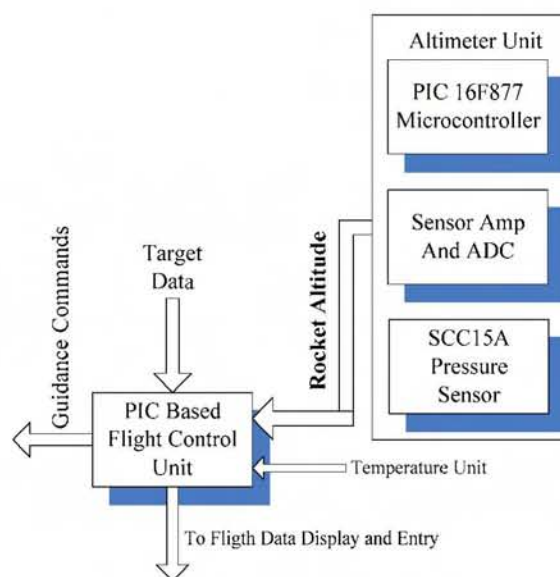 Altimeter Unit
PIC 16F877
Microcontroller
Sensor Amp
And ADC
SCC15A
Pressure
Sensor
Rocket Altitude
Target
Data
Guidance Commands
PIC Based
Flight Control
Unit
Temperature Unit
To Fligth Data Display and Entry